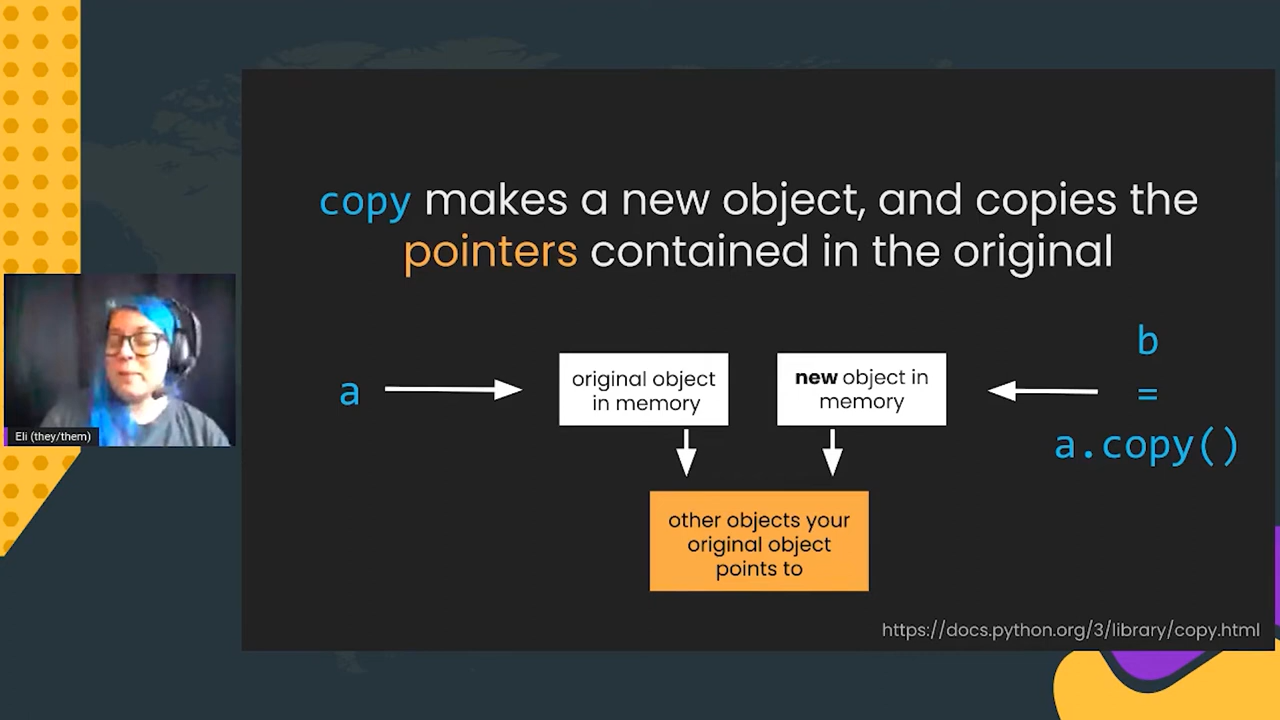 copy makes a new object, and copies the
pointers contained in the original
a
original object
in memory
new object in
memory
b
=
a.copy()
other objects your
original object
points to
https://docs.python.org/3/library/copy.html
Eli (they/them)